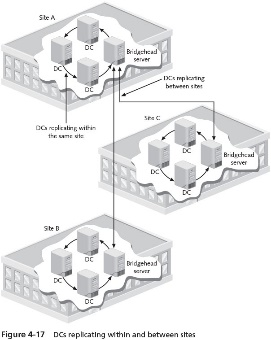 Site A
DC
DC
DC
Bridgehead
server
DCs replicating
between sites
DCs replicating within
the same site
Site C
DC
DC
DC
Bridgehead
server
Site B
DC
DC
DC
Bridgehead
server
Figure 4-17 DCs replicating within and between sites